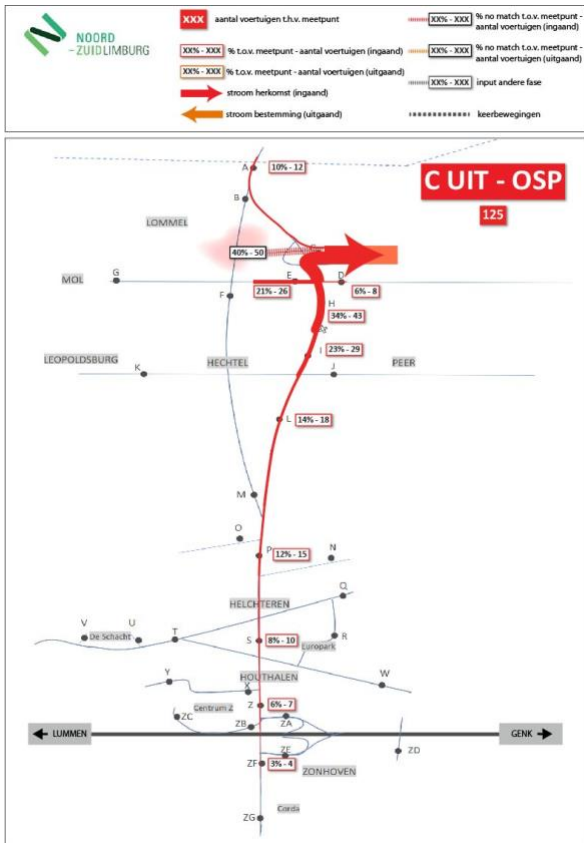 NOORD
-ZUIDLIMBURG
XXX aantal voertuigen t.h.v. meetpunt
XX% - XXX % t.o.v. meetpunt - aantal voertuigen (ingaand)
XX% - XXX % t.o.v. meetpunt - aantal voertuigen (uitgaand)
stroom herkomst (ingaand)
stroom bestemming (uitgaand)
XX% - XXX % no match t.o.v. meetpunt -
aantal voertuigen (ingaand)
XX% - XXX % no match t.o.v. meetpunt -
aantal voertuigen (uitgaand)
XX% - XXX input andere fase
keerbewegingen
C UIT - OSP
125
A 10% - 12
B
LOMMEL
40% - 50
MOL
G
E
D
21% - 26
6% - 8
F
H
34% - 43
I
23% - 29
LEOPOLDSBURG
HECHTEL
PEER
K
J
L
14% - 18
M
O
P
12% - 15
N
Q
HELCHTEREN
V
U
De Schacht
T
S
8% - 10
R
Europark
HOUTHALEN
Y
X
W
Z
6% - 7
Centrum Z
ZC
ZB
ZA
LUMMEN
GENK
ZE
ZD
ZF
3% - 4
ZONHOVEN
Corda
ZG